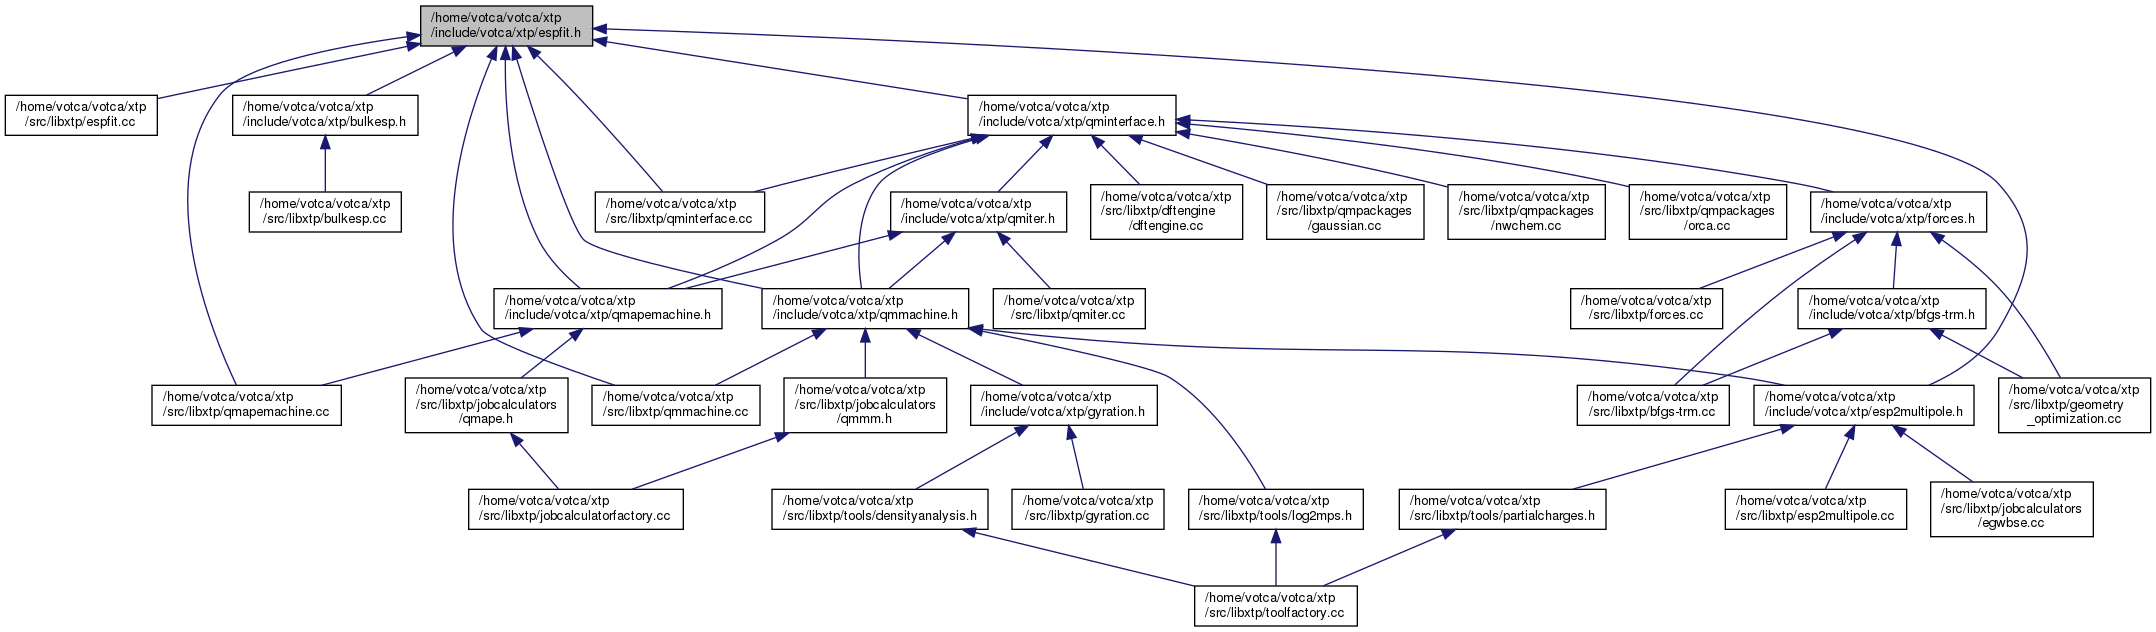 /home/votca/votca/xtp
/include/votca/xtp/espfit.h
/home/votca/votca/xtp
/src/libxtp/espfit.cc
/home/votca/votca/xtp
/include/votca/xtp/bulkesp.h
/home/votca/votca/xtp
/include/votca/xtp/qminterface.h
/home/votca/votca/xtp
/src/libxtp/bulkesp.cc
/home/votca/votca/xtp
/src/libxtp/qminterface.cc
/home/votca/votca/xtp
/include/votca/xtp/qmiter.h
/home/votca/votca/xtp
/src/libxtp/dftengine
/dftengine.cc
/home/votca/votca/xtp
/src/libxtp/qmpackages
/gaussian.cc
/home/votca/votca/xtp
/src/libxtp/qmpackages
/nwchem.cc
/home/votca/votca/xtp
/src/libxtp/qmpackages
/orca.cc
/home/votca/votca/xtp
/include/votca/xtp/forces.h
/home/votca/votca/xtp
/include/votca/xtp/qmapemachine.h
/home/votca/votca/xtp
/include/votca/xtp/qmmachine.h
/home/votca/votca/xtp
/src/libxtp/qmiter.cc
/home/votca/votca/xtp
/src/libxtp/forces.cc
/home/votca/votca/xtp
/include/votca/xtp/bfgs-trm.h
/home/votca/votca/xtp
/src/libxtp/qmapemachine.cc
/home/votca/votca/xtp
/src/libxtp/jobcalculators
/qmape.h
/home/votca/votca/xtp
/src/libxtp/qmmachine.cc
/home/votca/votca/xtp
/src/libxtp/jobcalculators
/qmmm.h
/home/votca/votca/xtp
/include/votca/xtp/gyration.h
/home/votca/votca/xtp
/src/libxtp/bfgs-trm.cc
/home/votca/votca/xtp
/include/votca/xtp/esp2multipole.h
/home/votca/votca/xtp
/src/libxtp/geometry
_optimization.cc
/home/votca/votca/xtp
/src/libxtp/jobcalculatorfactory.cc
/home/votca/votca/xtp
/src/libxtp/tools/densityanalysis.h
/home/votca/votca/xtp
/src/libxtp/gyration.cc
/home/votca/votca/xtp
/src/libxtp/tools/log2mps.h
/home/votca/votca/xtp
/src/libxtp/tools/partialcharges.h
/home/votca/votca/xtp
/src/libxtp/esp2multipole.cc
/home/votca/votca/xtp
/src/libxtp/jobcalculators
/egwbse.cc
/home/votca/votca/xtp
/src/libxtp/toolfactory.cc